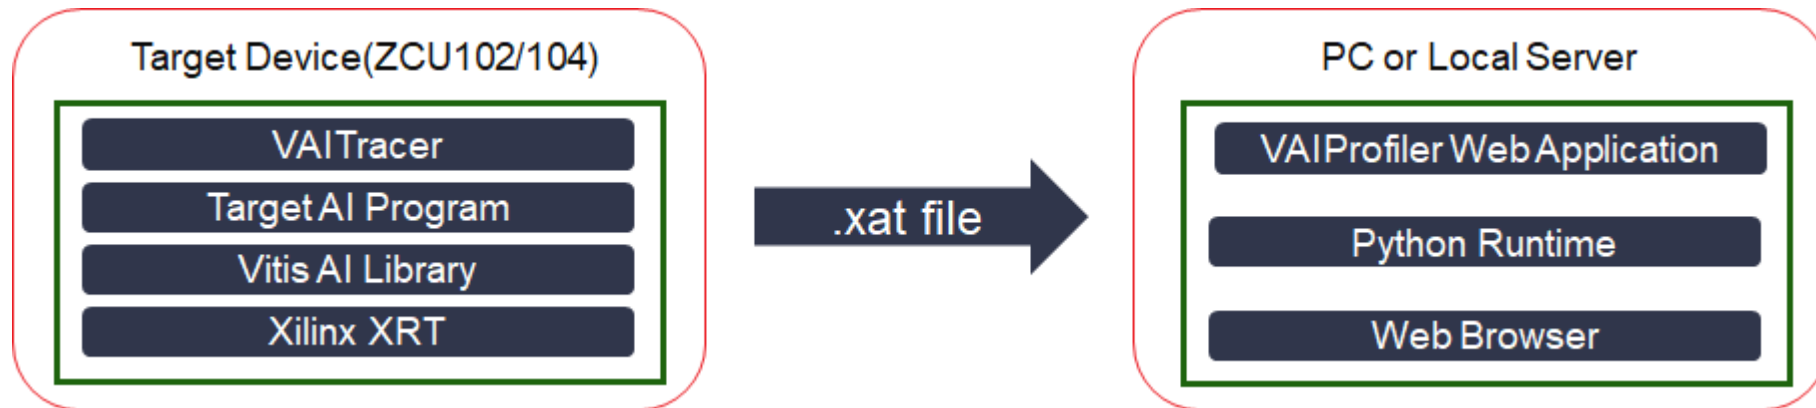 Target Device(ZCU102/104)
VAITracer
Target AI Program
Vitis AI Library
Xilinx XRT
.xat file
PC or Local Server
VAIProfiler Web Application
Python Runtime
Web Browser